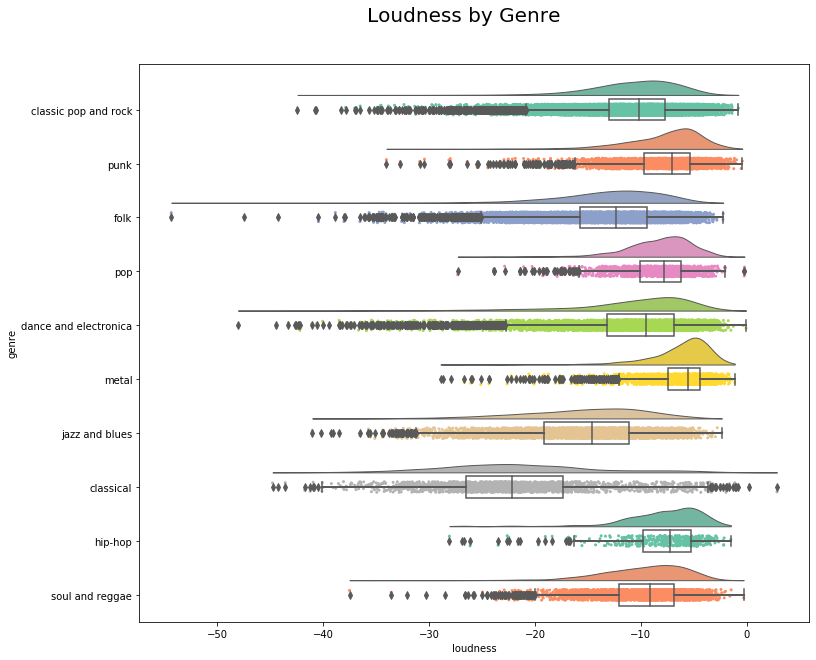 Loudness by Genre
classic pop and rock
punk
folk
pop
dance and electronica
metal
jazz and blues
classical
hip-hop
soul and reggae
genre
−50 −40 −30 −20 −10 0
loudness